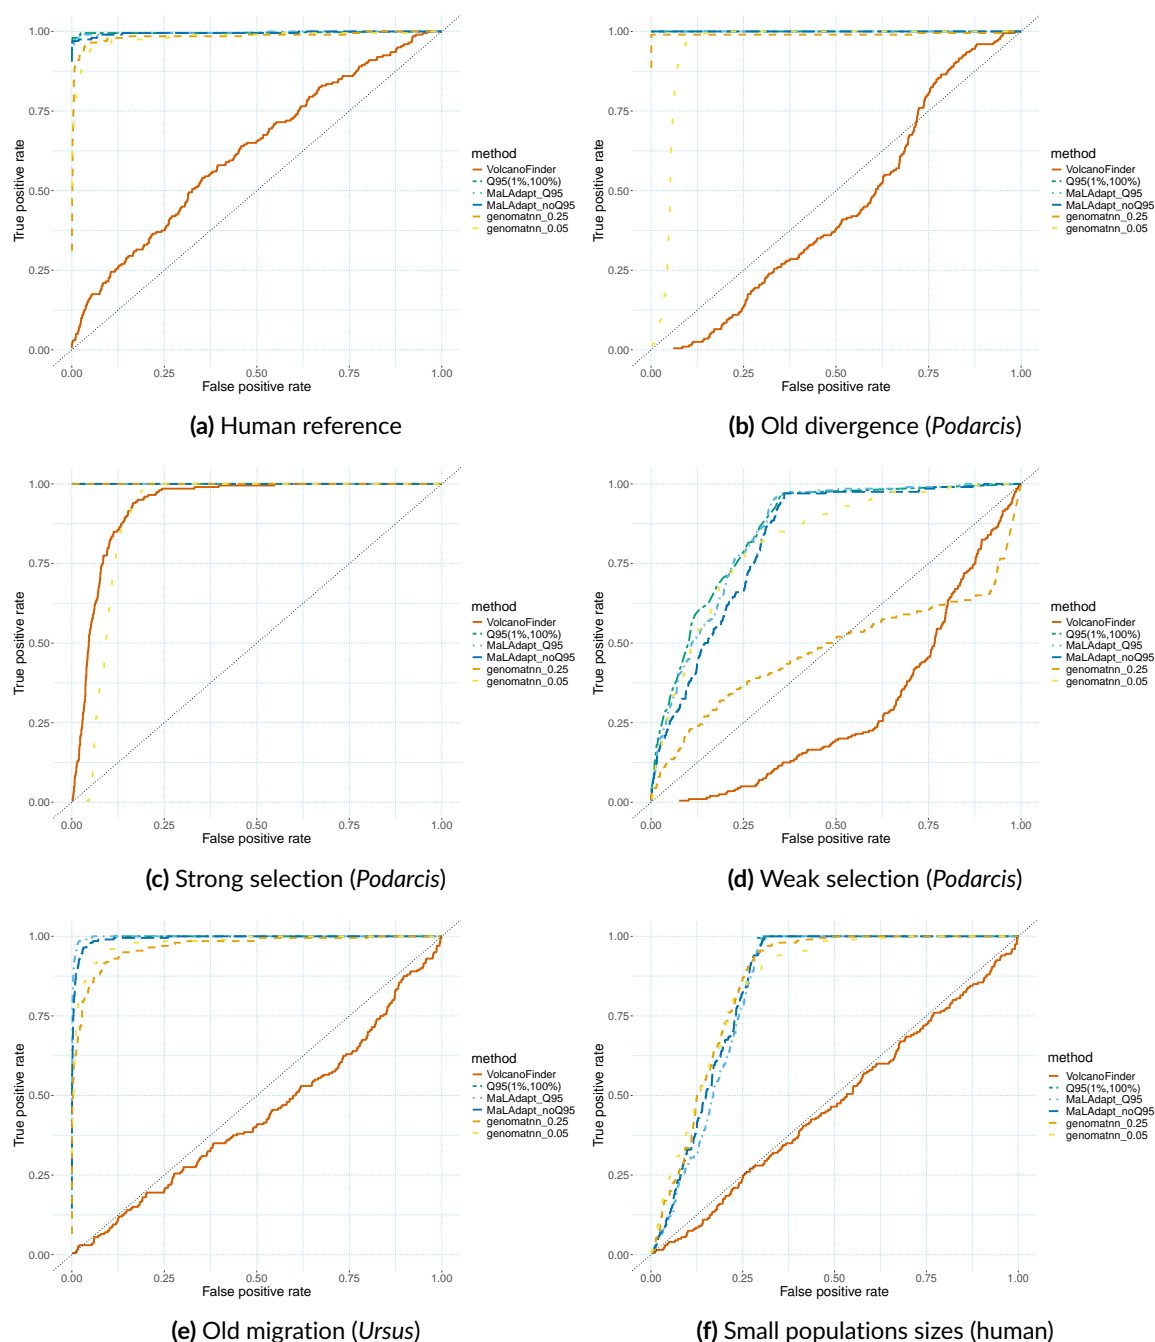 1.00
0.75
0.50
0.25
0.00
True positive rate
0.00 0.25 0.50 0.75 1.00
False positive rate
method
VolcanoFinder
Q95(1%,100%)
MaLAdapt_Q95
MaLAdapt_noQ95
genomatnn_0.25
genomatnn_0.05
(a) Human reference
1.00
0.75
0.50
0.25
0.00
True positive rate
0.00 0.25 0.50 0.75 1.00
False positive rate
method
VolcanoFinder
Q95(1%,100%)
MaLAdapt_Q95
MaLAdapt_noQ95
genomatnn_0.25
genomatnn_0.05
(b) Old divergence (Podarcis)
1.00
0.75
0.50
0.25
0.00
True positive rate
0.00 0.25 0.50 0.75 1.00
False positive rate
method
VolcanoFinder
Q95(1%,100%)
MaLAdapt_Q95
MaLAdapt_noQ95
genomatnn_0.25
genomatnn_0.05
(c) Strong selection (Podarcis)
1.00
0.75
0.50
0.25
0.00
True positive rate
0.00 0.25 0.50 0.75 1.00
False positive rate
method
VolcanoFinder
Q95(1%,100%)
MaLAdapt_Q95
MaLAdapt_noQ95
genomatnn_0.25
genomatnn_0.05
(d) Weak selection (Podarcis)
1.00
0.75
0.50
0.25
0.00
True positive rate
0.00 0.25 0.50 0.75 1.00
False positive rate
method
VolcanoFinder
Q95(1%,100%)
MaLAdapt_Q95
MaLAdapt_noQ95
genomatnn_0.25
genomatnn_0.05
(e) Old migration (Ursus)
1.00
0.75
0.50
0.25
0.00
True positive rate
0.00 0.25 0.50 0.75 1.00
False positive rate
method
VolcanoFinder
Q95(1%,100%)
MaLAdapt_Q95
MaLAdapt_noQ95
genomatnn_0.25
genomatnn_0.05
(f) Small populations sizes (human)